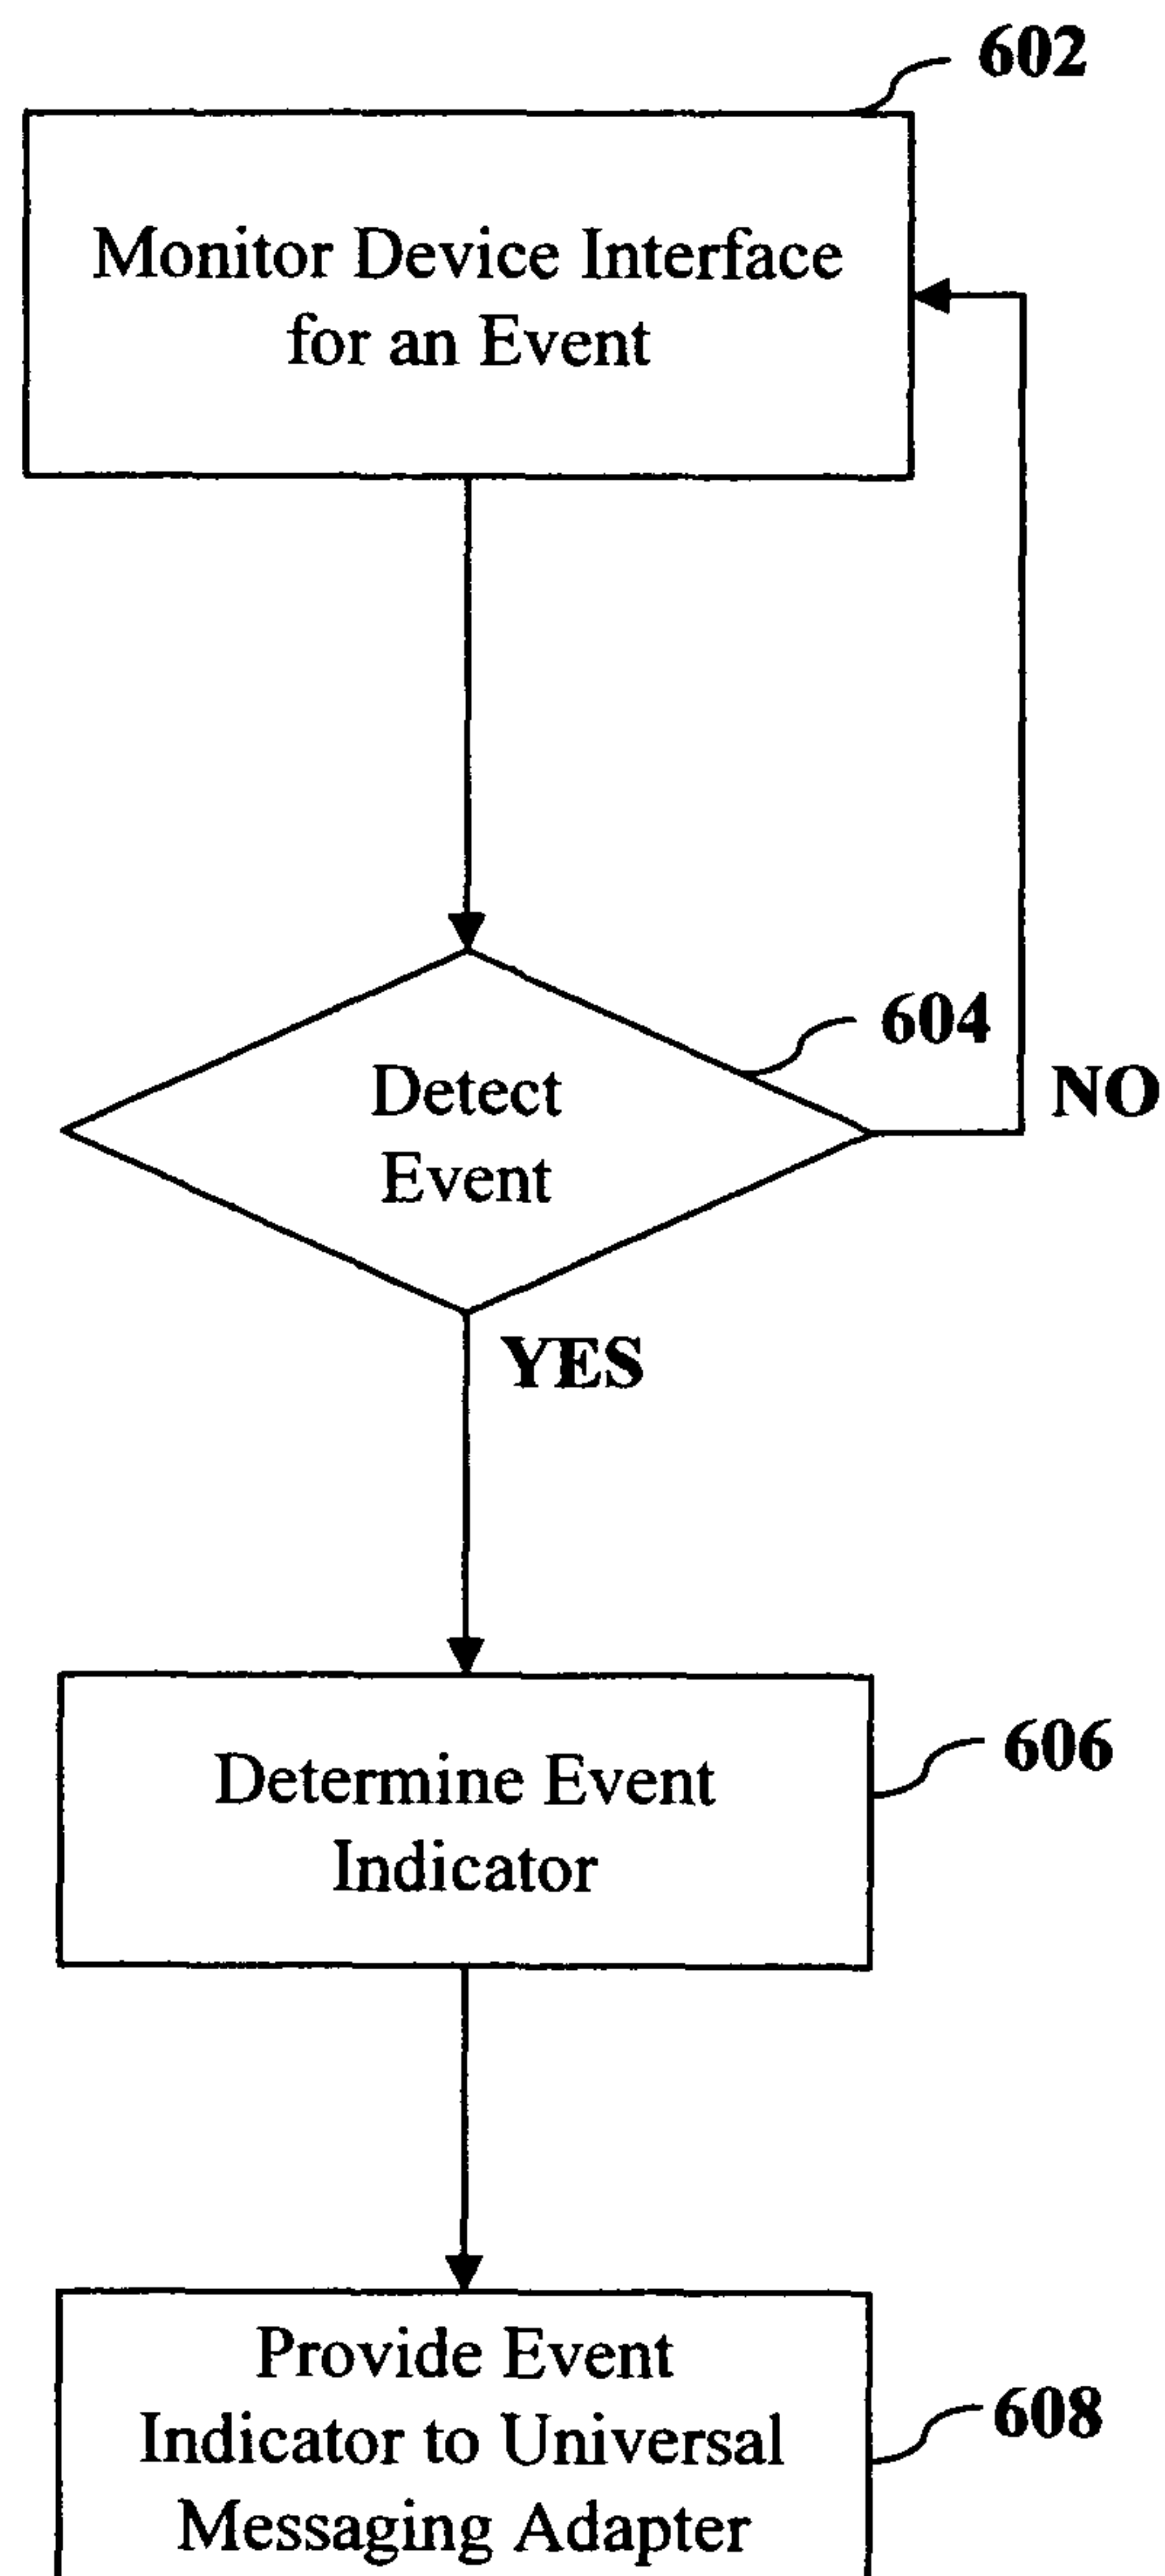 602
Monitor Device Interface
for an Event
604
Detect
Event
NO
YES
Determine Event
Indicator
606
Provide Event
Indicator to Universal
Messaging Adapter
608